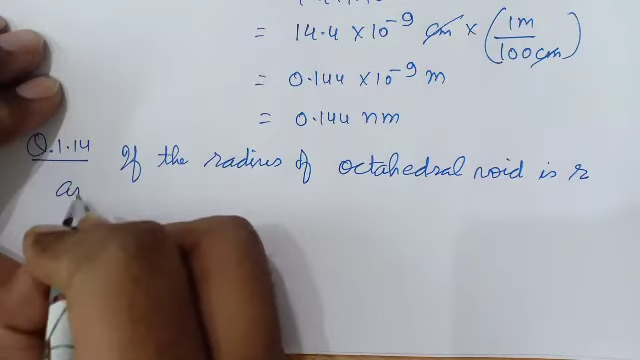 = 14.4 × 10⁻⁹ cm × (1m / 100cm)
= 0.144 × 10⁻⁹ m
= 0.144 nm
Q.1.14 If the radius of octahedral void is r